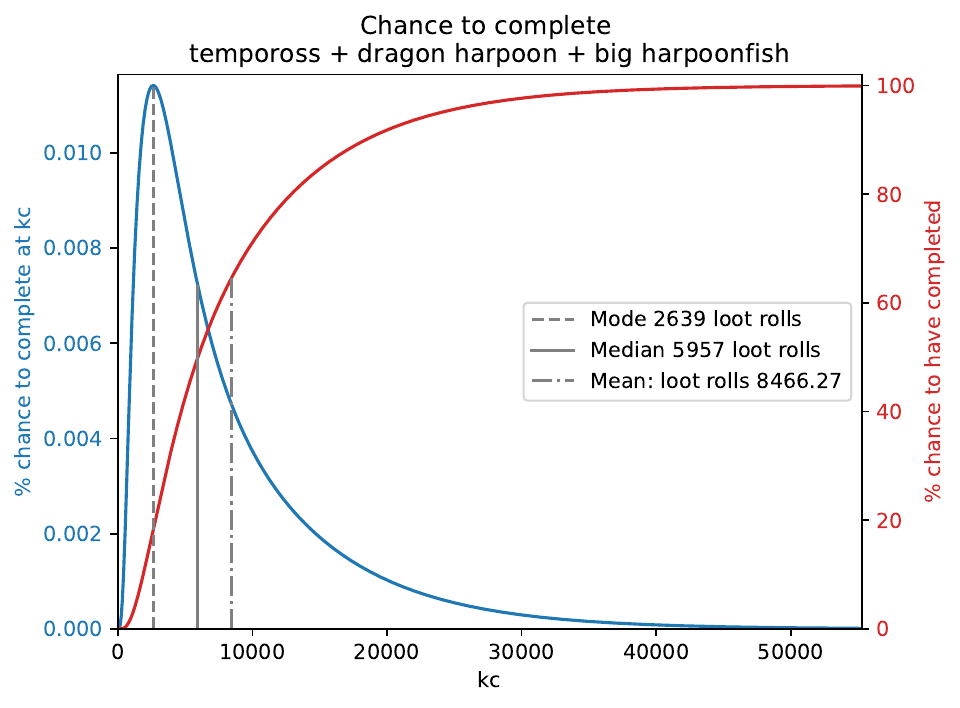 Chance to complete
tempoross + dragon harpoon + big harpoonfish
% chance to complete at kc
0.010
0.008
0.006
0.004
0.002
0.000
100
80
60
40
20
0
% chance to have completed
Mode 2639 loot rolls
Median 5957 loot rolls
Mean: loot rolls 8466.27
0 10000 20000 30000 40000 50000
kc